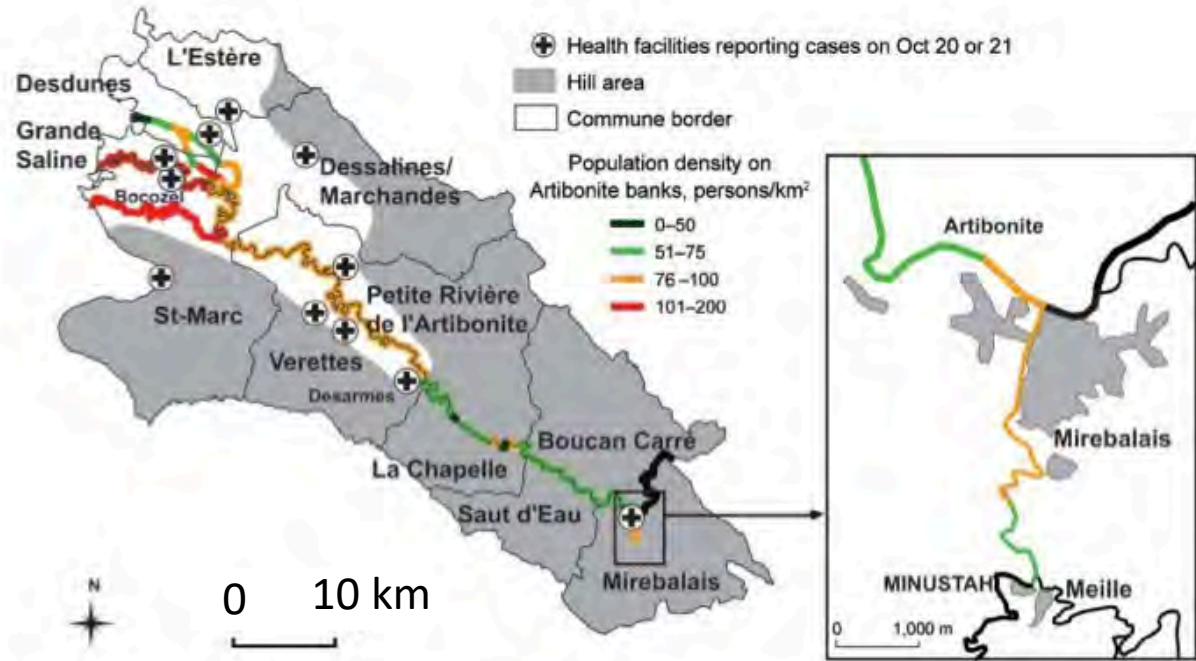 L'Estère
Desdunes
Grande
Saline
Bocozel
Dessalines/
Marchandes
St-Marc
Petite Rivière
de l'Artibonite
Verettes
Desarmes
La Chapelle
Boucan Carré
Saut d'Eau
Mirebalais
N
0 10 km
Health facilities reporting cases on Oct 20 or 21
Hill area
Commune border
Population density on
Artibonite banks, persons/km²
0–50
51–75
76–100
101–200
Artibonite
Mirebalais
MINUSTAH
Meille
0 1,000 m